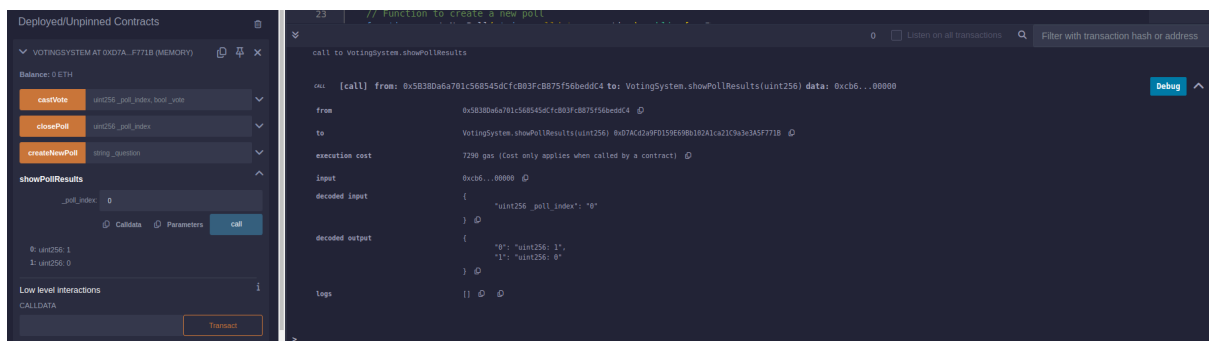 Deployed/Unpinned Contracts
VOTINGSYSTEM AT 0XD7A...F771B (MEMORY)
Balance: 0 ETH
castVote uint256 _poll_index, bool _vote
closePoll uint256 _poll_index
createNewPoll string _question
showPollResults
_poll_index: 0
Calldata Parameters call
0: uint256: 1
1: uint256: 0
Low level interactions
CALLDATA
Transact
23 // Function to create a new poll
0 Listen on all transactions Filter with transaction hash or address
call to VotingSystem.showPollResults
CALL [call] from: 0x5B38Da6a701c568545dCfcB03FcB875f56beddC4 to: VotingSystem.showPollResults(uint256) data: 0xcb6...00000 Debug
from 0x5B38Da6a701c568545dCfcB03FcB875f56beddC4
to VotingSystem.showPollResults(uint256) 0xD7ACd2a9FD159E69Bb102A1ca21C9a3e3A5F771B
execution cost 7290 gas (Cost only applies when called by a contract)
input 0xcb6...00000
decoded input {
"uint256 _poll_index": "0"
}
decoded output {
"0": "uint256: 1",
"1": "uint256: 0"
}
logs []
>